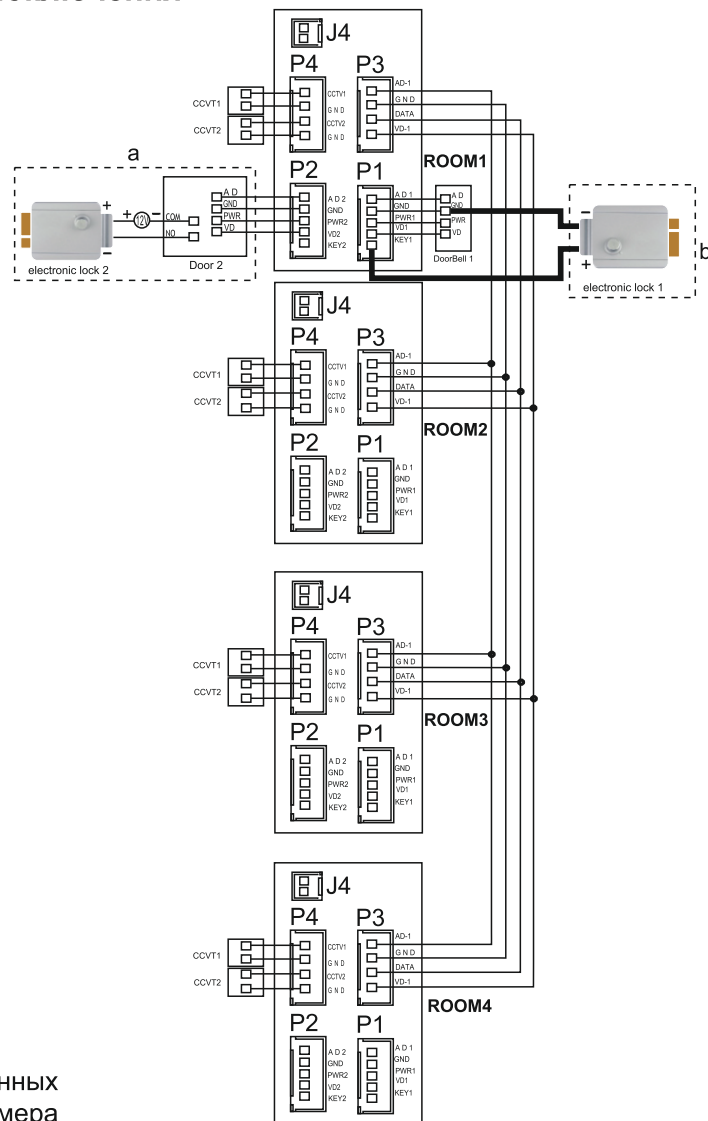 J4
P4
P3
CCVT1
CCVT2
CCTV1
G N D
CCTV2
G N D
AD-1
G N D
DATA
VD-1
ROOM1
a
P2
P1
A D 2
GND
PWR2
VD2
KEY2
A D 1
GND
PWR1
VD1
KEY1
A D
GND
PWR
VD
DoorBell 1
+
–
+
12V
–
COM
NO
A D
GND
PWR
VD
electronic lock 2
Door 2
–
+
electronic lock 1
b
J4
P4
P3
CCVT1
CCVT2
CCTV1
G N D
CCTV2
G N D
AD-1
G N D
DATA
VD-1
ROOM2
P2
P1
A D 2
GND
PWR2
VD2
KEY2
A D 1
GND
PWR1
VD1
KEY1
J4
P4
P3
CCVT1
CCVT2
CCTV1
G N D
CCTV2
G N D
AD-1
G N D
DATA
VD-1
ROOM3
P2
P1
A D 2
GND
PWR2
VD2
KEY2
A D 1
GND
PWR1
VD1
KEY1
J4
P4
P3
CCVT1
CCVT2
CCTV1
G N D
CCTV2
G N D
AD-1
G N D
DATA
VD-1
ROOM4
P2
P1
A D 2
GND
PWR2
VD2
KEY2
A D 1
GND
PWR1
VD1
KEY1
нных
мера